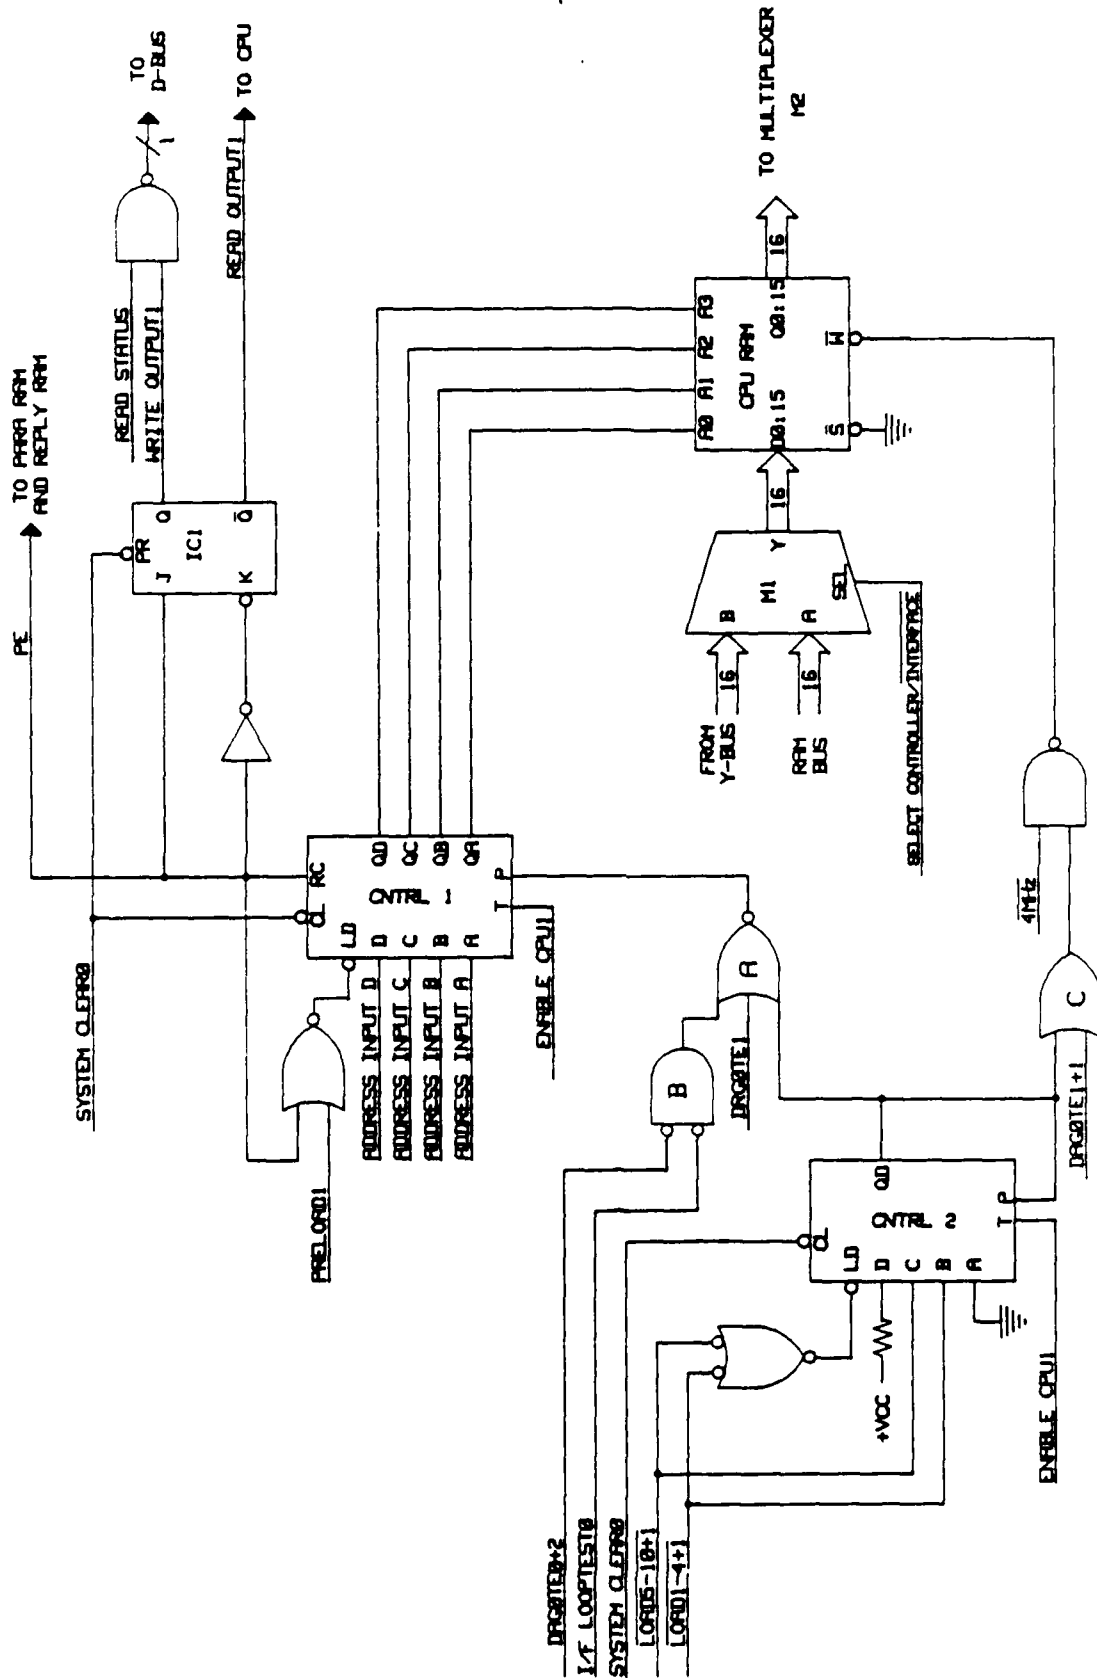 TO
D-BUS
READ STATUS
WRITE OUTPUT1
1
TO CPU
READ OUTPUT1
PE
TO PARA RAM
AND REPLY RAM
PR
J
Q
IC1
K
Q
SYSTEM CLEAR0
CL
RC
LD
CNTRL 1
D
C
B
A
QD
QC
QB
QA
T
P
PRELOAD1
ADDRESS INPUT D
ADDRESS INPUT C
ADDRESS INPUT B
ADDRESS INPUT A
ENABLE CPU1
A0
A1
A2
A3
CPU RAM
D0:15
Q0:15
S
W
16
TO MULTIPLEXER
M2
16
Y
M1
B
A
SEL
FROM
Y-BUS
16
RAM
BUS
16
SELECT CONTROLLER/INTERFACE
4MHz
C
A
B
DAGOTE1
DAGOTE1+1
CL
LD
CNTRL 2
D
C
B
A
QD
T
P
+VCC
ENABLE CPU1
DAGOTE0+2
I/F LOOPTEST0
SYSTEM CLEAR0
LOAD5-10+1
LOAD1-4+1